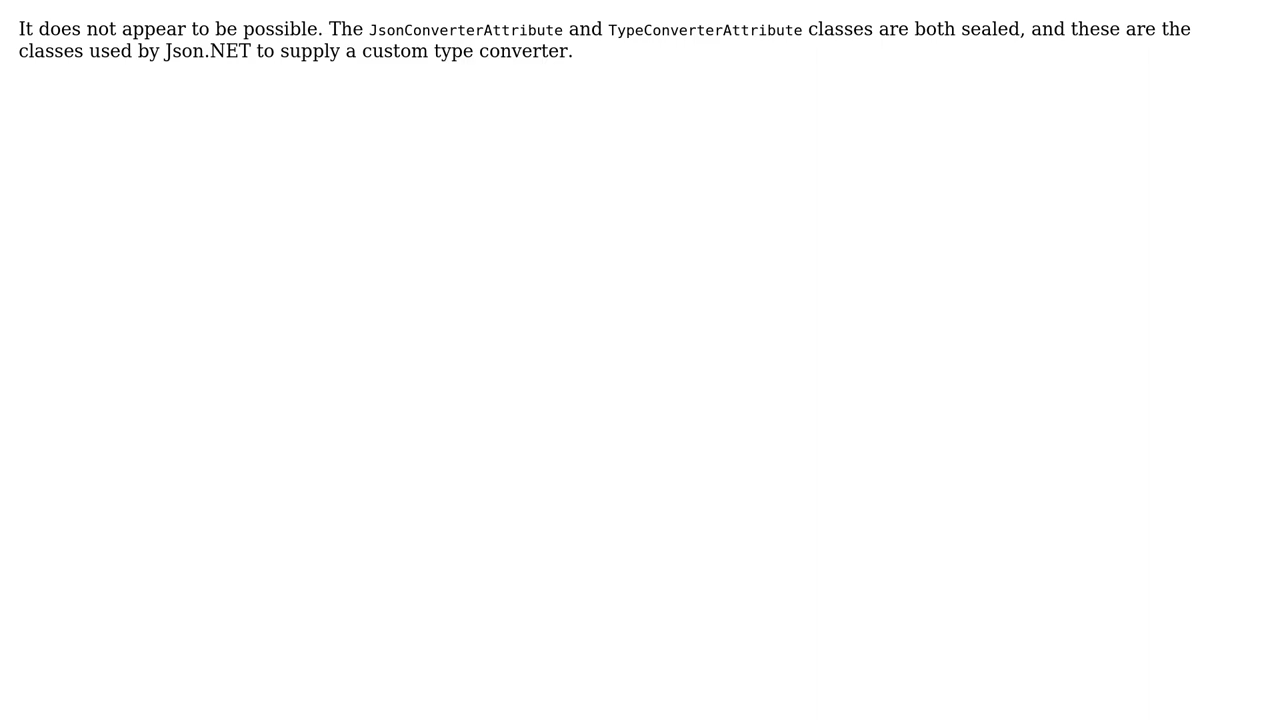 It does not appear to be possible. The JsonConverterAttribute and TypeConverterAttribute classes are both sealed, and these are the
classes used by Json.NET to supply a custom type converter.